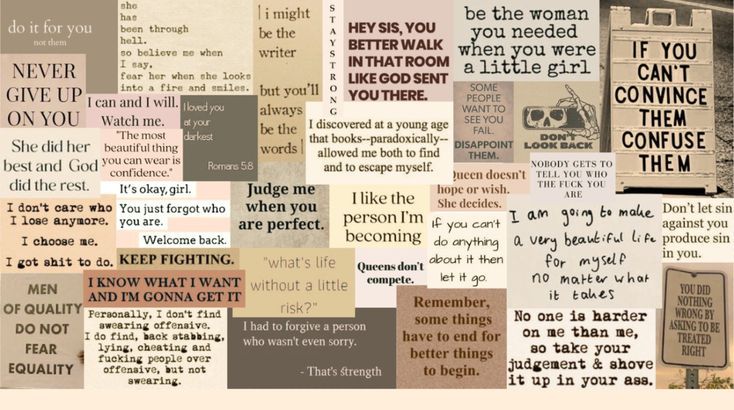 do it for you
not them
she
has
been through
hell.
so believe me when
I say,
fear her when she looks
into a fire and smiles.
i might
be the
writer
but you'll
always
be the
words
STAY STRONG
HEY SIS, YOU
BETTER WALK
IN THAT ROOM
LIKE GOD SENT
YOU THERE.
be the woman
you needed
when you were
a little girl
IF YOU
CAN'T
CONVINCE
THEM
CONFUSE
THEM
NEVER
GIVE UP
ON YOU
I can and I will.
Watch me.
I loved you
at your
darkest
Romans 5:8
SOME
PEOPLE
WANT TO
SEE YOU
FAIL.
DISAPPOINT
THEM.
DON'T
LOOK BACK
She did her
best and God
did the rest.
"The most
beautiful thing
you can wear is
confidence."
I discovered at a young age
that books--paradoxically--
allowed me both to find
and to escape myself.
NOBODY GETS TO
TELL YOU WHO
THE FUCK YOU
ARE
Queen doesn't
hope or wish.
She decides.
It's okay, girl.
You just forgot who
you are.
Welcome back.
Judge me
when you
are perfect.
I like the
person I'm
becoming
I don't care who
I lose anymore.
I choose me.
I got shit to do.
If you can't
do anything
about it then
let it go.
I am going to make
a very beautiful life
for myself
no matter what
it takes
Don't let sin
against you
produce sin
in you.
KEEP FIGHTING.
"what's life
without a little
risk?"
Queens don't
compete.
MEN
OF QUALITY
DO NOT
FEAR
EQUALITY
I KNOW WHAT I WANT
AND I'M GONNA GET IT
Personally, I don't find
swearing offensive.
I do find, back stabbing,
lying, cheating and
fucking people over
offensive, but not
swearing.
I had to forgive a person
who wasn't even sorry.
- That's strength
Remember,
some things
have to end for
better things
to begin.
No one is harder
on me than me,
so take your
judgement & shove
it up in your ass.
YOU DID
NOTHING
WRONG BY
ASKING TO BE
TREATED
RIGHT